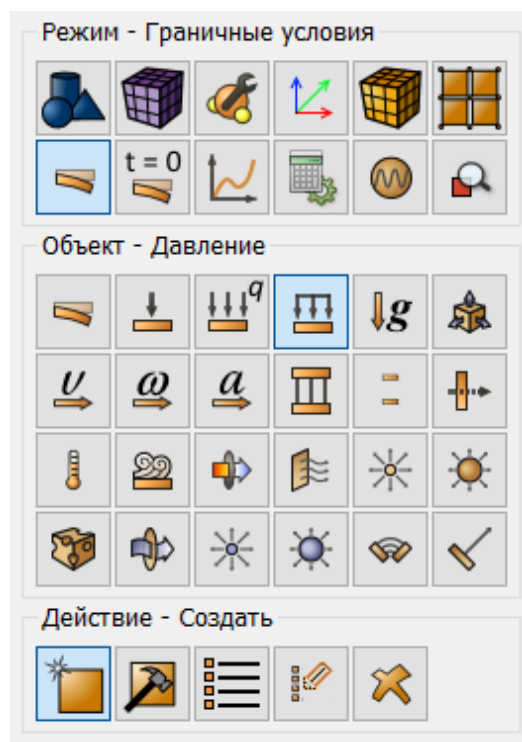 Режим - Граничные условия
t = 0
Объект - Давление
q
g
υ ω a
Действие - Создать